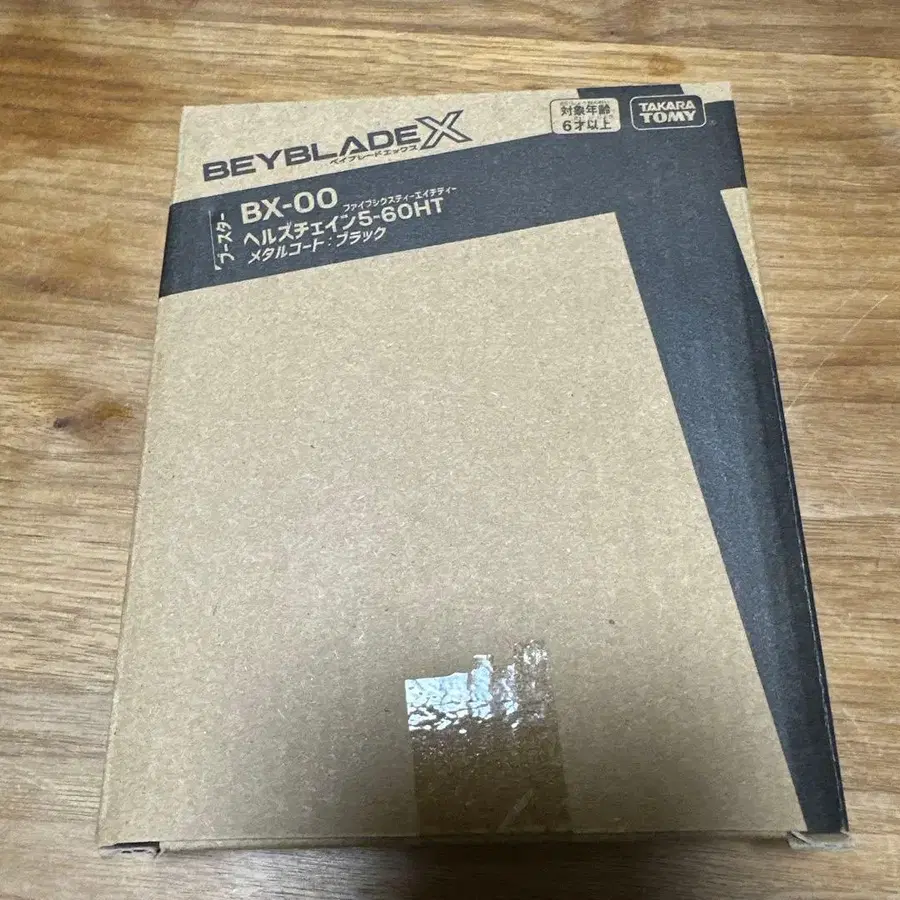 BEYBLADE X
ベイブレードエックス
対象年齢
6才以上
TAKARA
TOMY
ブースター
BX-00
ファイブシクスティーエイチティー
ヘルズチェイン5-60HT
メタルコート:ブラック